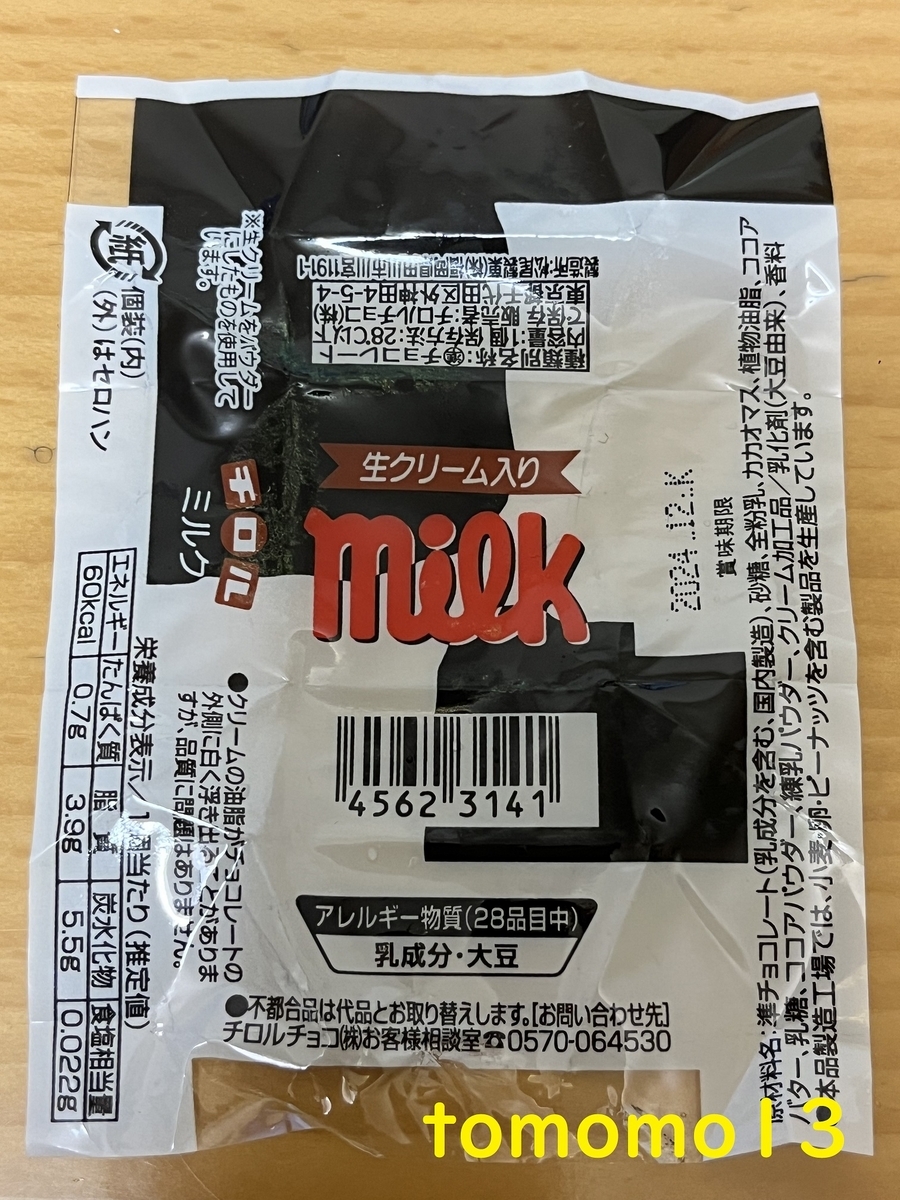 紙
個装(内)
(外)はセロハン
※生クリームをパウダー
にしたものを使用して
います。
種類別名称:準チョコレート
内容量:1個 保存方法:28℃以下
で保存 販売者:チロルチョコ(株)
東京都千代田区外神田4-5-4
製造所:松尾製菓(株)福岡県田川市川宮1191-1
チロル
ミルク
生クリーム入り
milk
賞味期限
2024.12.K
栄養成分表示/1個当たり(推定値)
エネルギー たんぱく質 脂質 炭水化物 食塩相当量
60kcal 0.7g 3.9g 5.5g 0.022g
●クリームの油脂がチョコレートの
外側に白く浮き出ることがありま
すが、品質に問題はありません。
4562 3141
アレルギー物質(28品目中)
乳成分・大豆
●不都合品は代品とお取り替えします。[お問い合わせ先]
チロルチョコ(株)お客様相談室☎0570-064530
原材料名:準チョコレート(乳成分を含む、国内製造)、砂糖、全粉乳、カカオマス、植物油脂、ココア
バター、乳糖、ココアパウダー、練乳パウダー、クリーム加工品/乳化剤(大豆由来)、香料
●本品製造工場では、小麦・卵・ピーナッツを含む製品を生産しています。
tomomo13